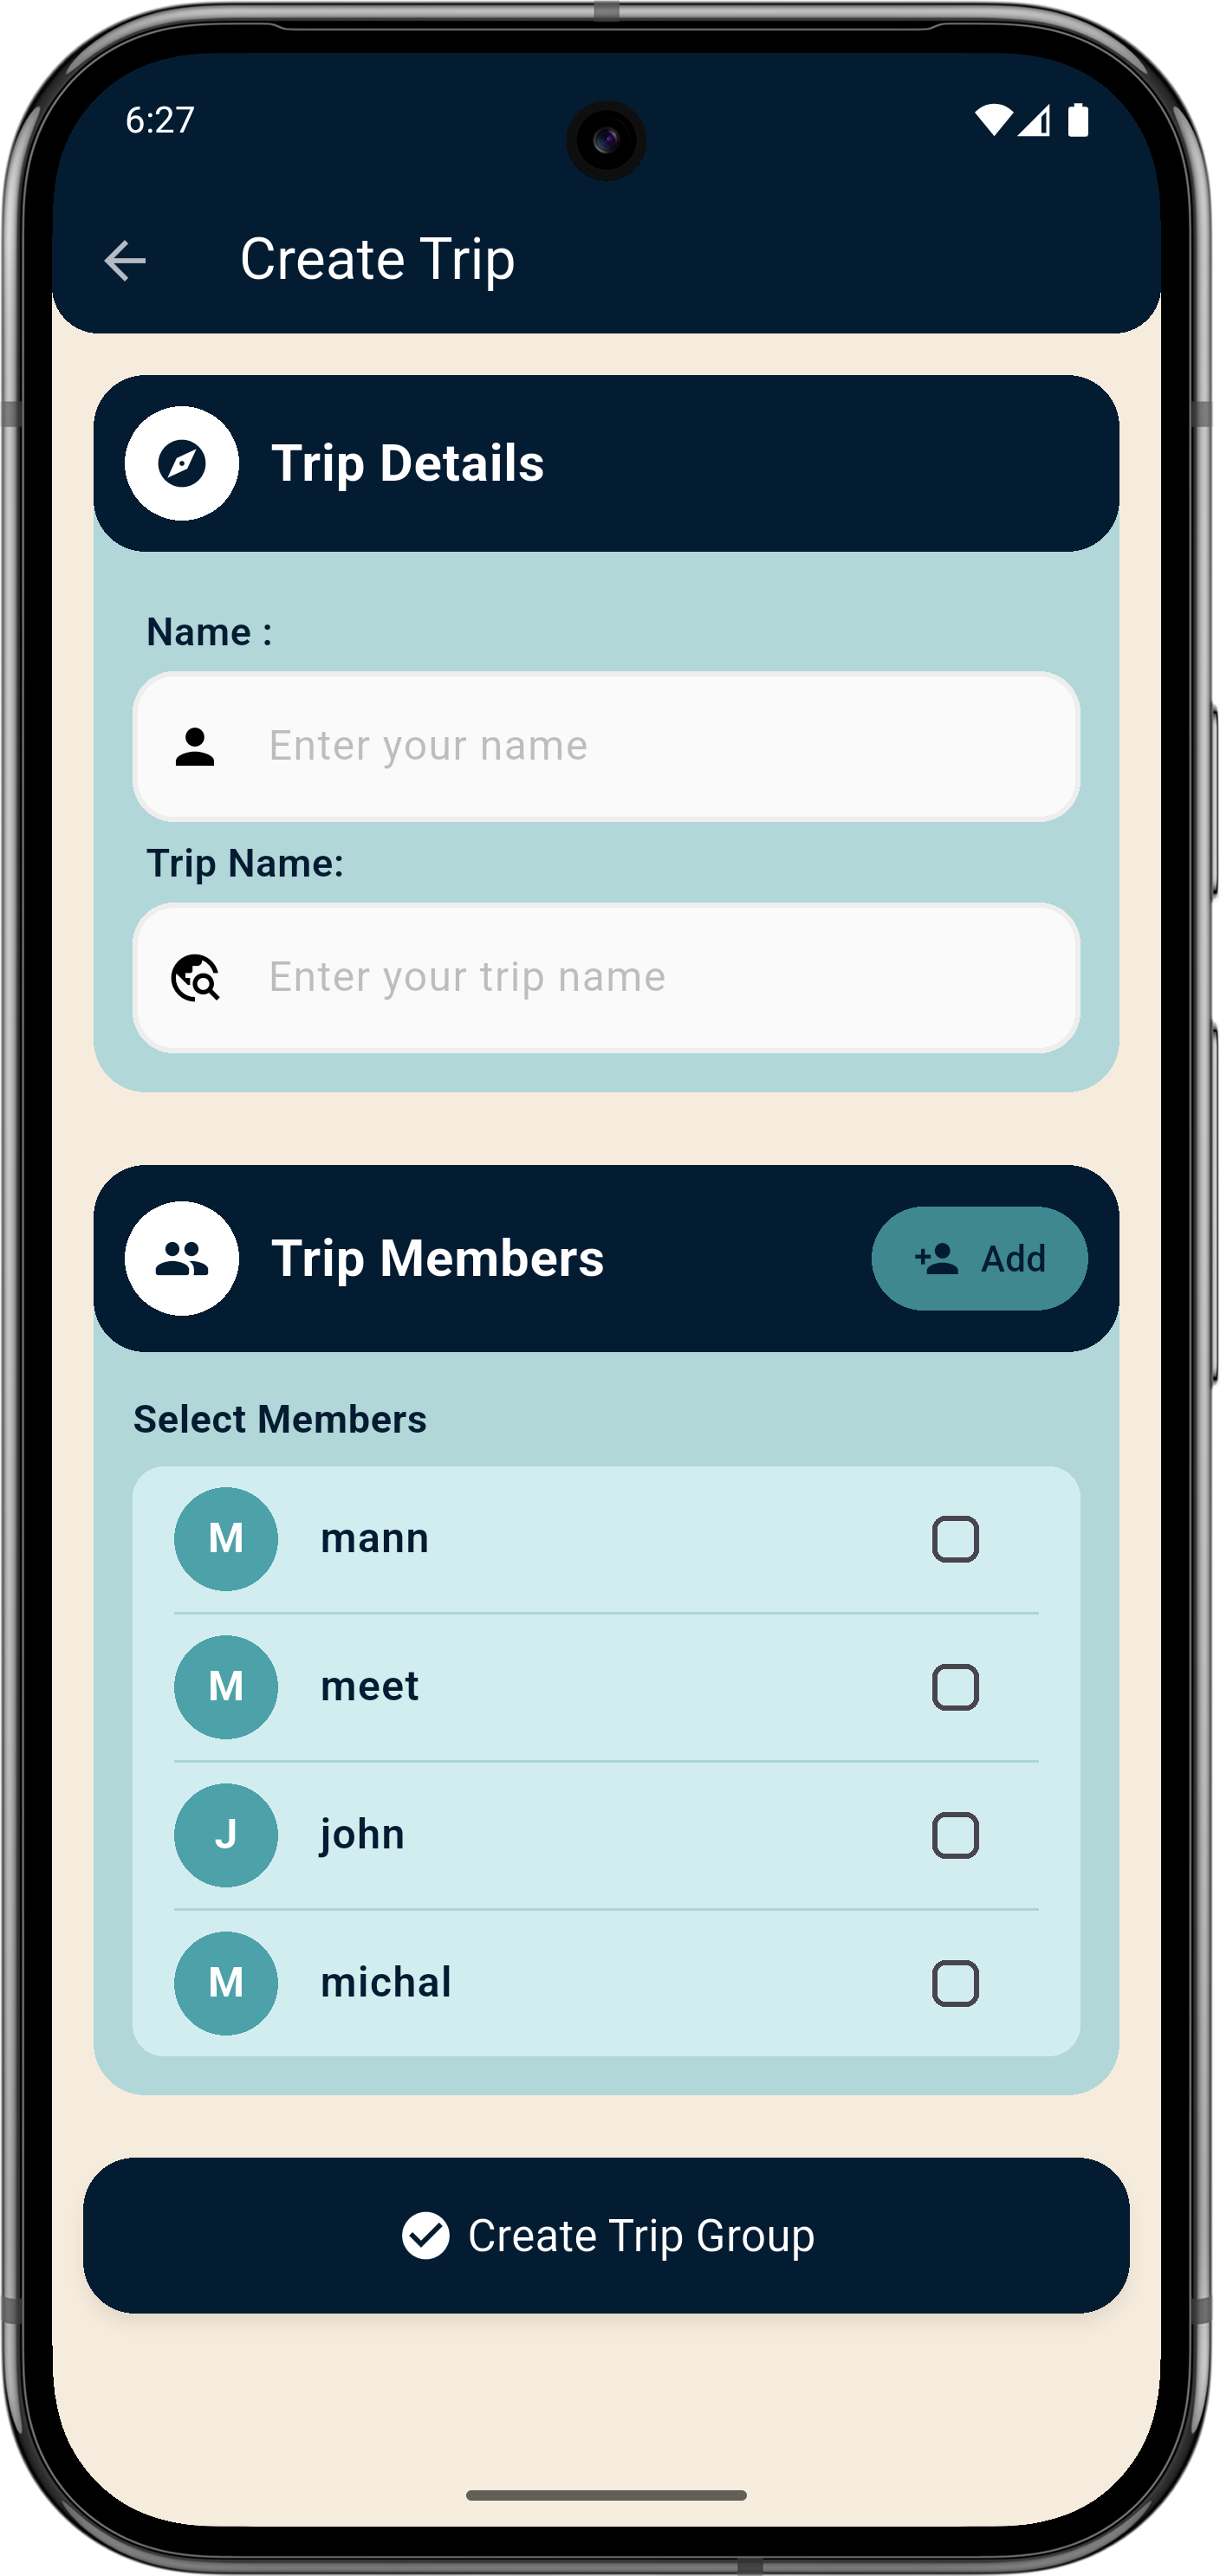 6:27
Create Trip
Trip Details
Name :
Enter your name
Trip Name:
Enter your trip name
Trip Members
Add
Select Members
M mann
M meet
J john
M michal
Create Trip Group